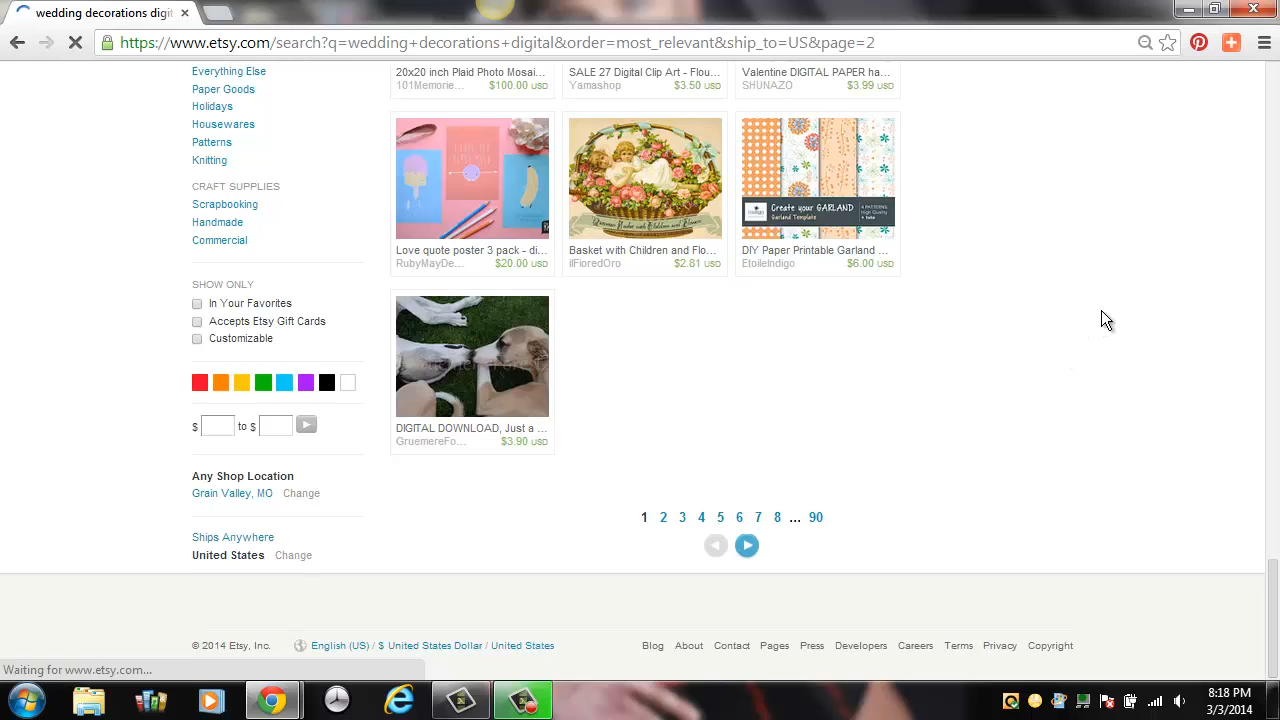 wedding decorations digit
https://www.etsy.com/search?q=wedding+decorations+digital&order=most_relevant&ship_to=US&page=2
Everything Else
Paper Goods
Holidays
Housewares
Patterns
Knitting
CRAFT SUPPLIES
Scrapbooking
Handmade
Commercial
SHOW ONLY
In Your Favorites
Accepts Etsy Gift Cards
Customizable
$ to $
Any Shop Location
Grain Valley, MO Change
Ships Anywhere
United States Change
20x20 inch Plaid Photo Mosai...
101Memorie... $100.00 USD
SALE 27 Digital Clip Art - Flou...
Yamashop $3.50 USD
Valentine DIGITAL PAPER ha...
SHUNAZO $3.99 USD
Love quote poster 3 pack - di...
RubyMayDe... $20.00 USD
Basket with Children and Flo...
ilFioredOro $2.81 USD
Create your GARLAND
Garland Template
4 PATTERNS
High Quality
DIY Paper Printable Garland ...
EtoileIndigo $6.00 USD
DIGITAL DOWNLOAD, Just a ...
GruemereFo... $3.90 USD
1 2 3 4 5 6 7 8 ... 90
© 2014 Etsy, Inc. English (US) / $ United States Dollar / United States
Blog About Contact Pages Press Developers Careers Terms Privacy Copyright
Waiting for www.etsy.com...
8:18 PM
3/3/2014